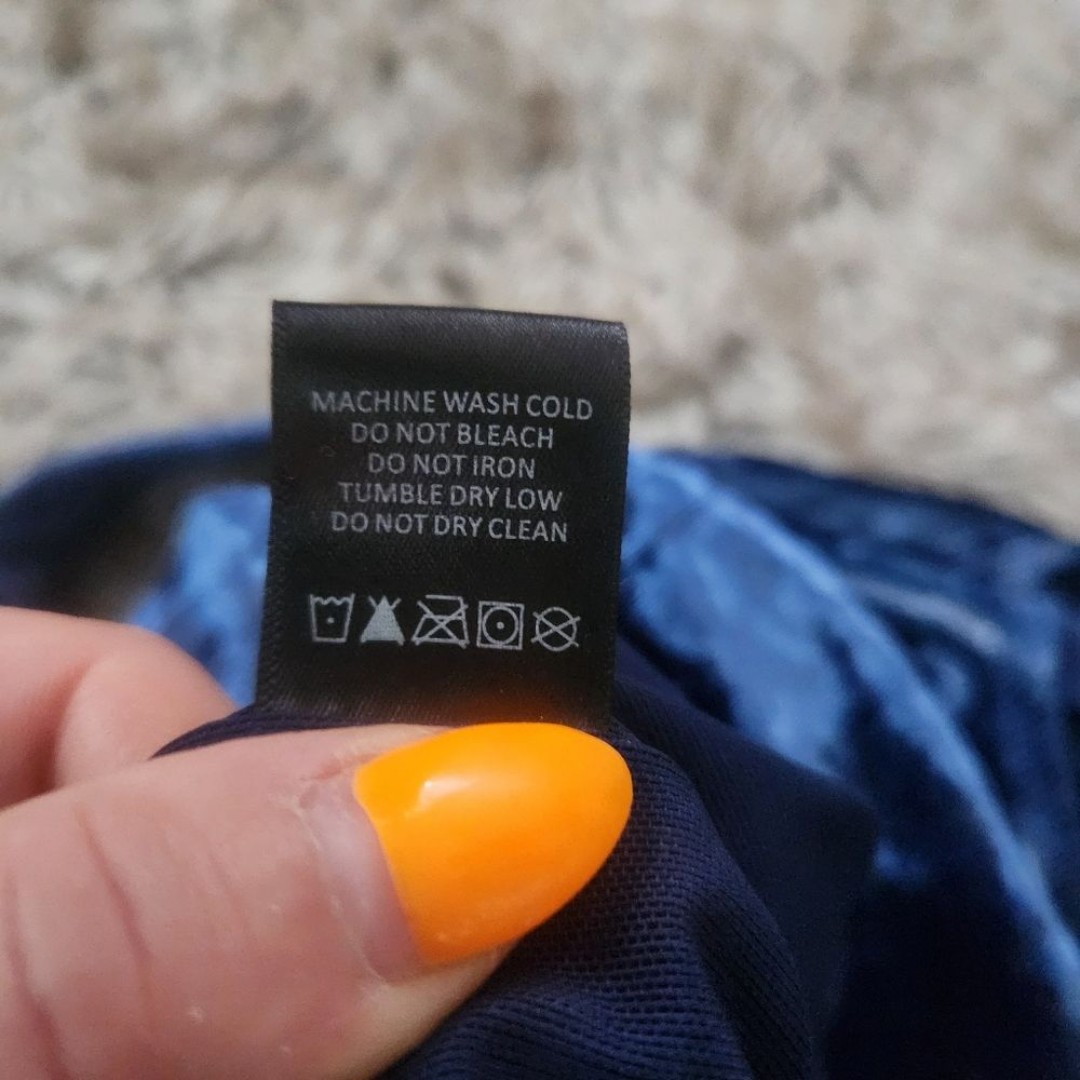 MACHINE WASH COLD
DO NOT BLEACH
DO NOT IRON
TUMBLE DRY LOW
DO NOT DRY CLEAN